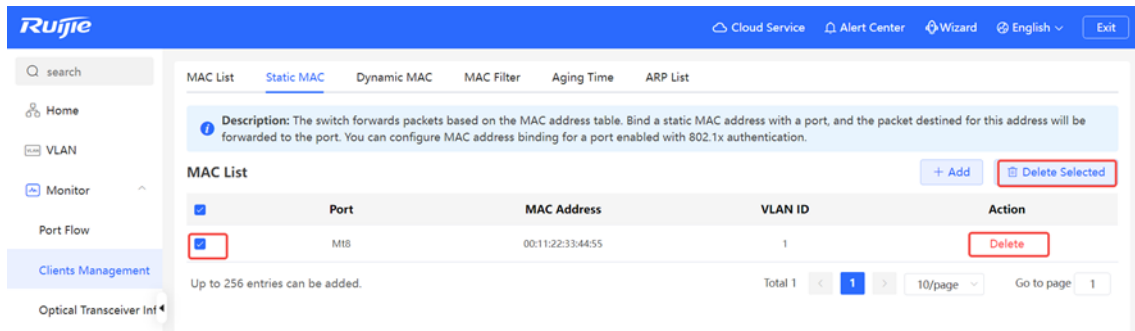 Ruijie
Cloud Service Alert Center Wizard English Exit
search
Home
VLAN
VLAN
Monitor
Port Flow
Clients Management
Optical Transceiver Inf
MAC List Static MAC Dynamic MAC MAC Filter Aging Time ARP List
Description: The switch forwards packets based on the MAC address table. Bind a static MAC address with a port, and the packet destined for this address will be
forwarded to the port. You can configure MAC address binding for a port enabled with 802.1x authentication.
MAC List
+ Add Delete Selected
Port MAC Address VLAN ID Action
Mt8 00:11:22:33:44:55 1 Delete
Up to 256 entries can be added. Total 1 < 1 > 10/page Go to page 1